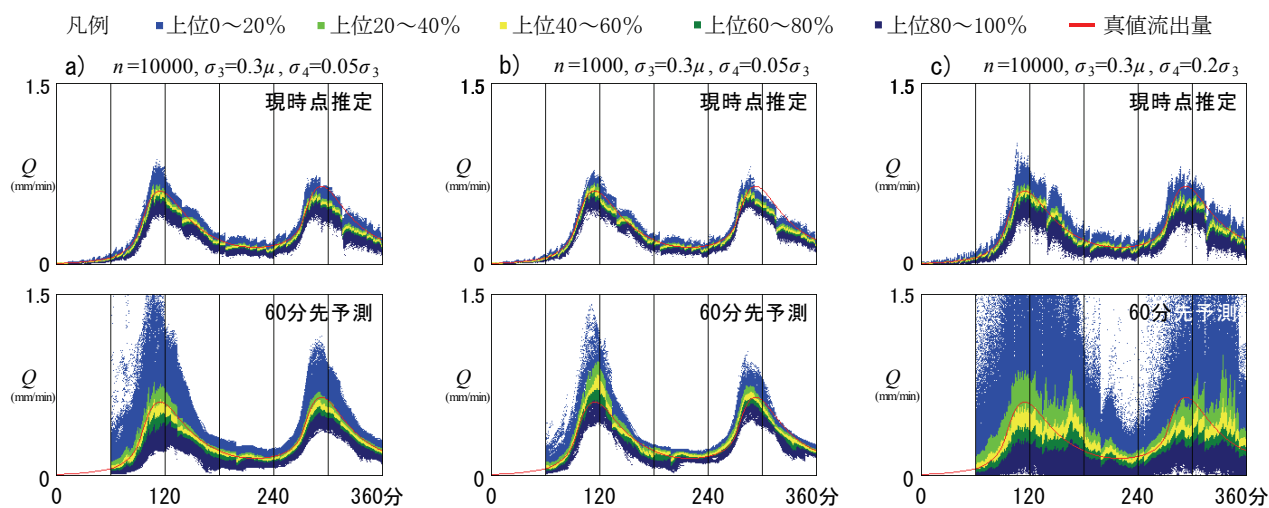 凡例 上位0～20% 上位20～40% 上位40～60% 上位60～80% 上位80～100% 真値流出量
a) n=10000, σ3=0.3μ, σ4=0.05σ3
1.5
現時点推定
Q
(mm/min)
0
1.5
60分先予測
Q
(mm/min)
0
0 120 240 360分
b) n=1000, σ3=0.3μ, σ4=0.05σ3
1.5
現時点推定
Q
(mm/min)
0
1.5
60分先予測
Q
(mm/min)
0
0 120 240 360分
c) n=10000, σ3=0.3μ, σ4=0.2σ3
1.5
現時点推定
Q
(mm/min)
0
1.5
60分先予測
Q
(mm/min)
0
0 120 240 360分